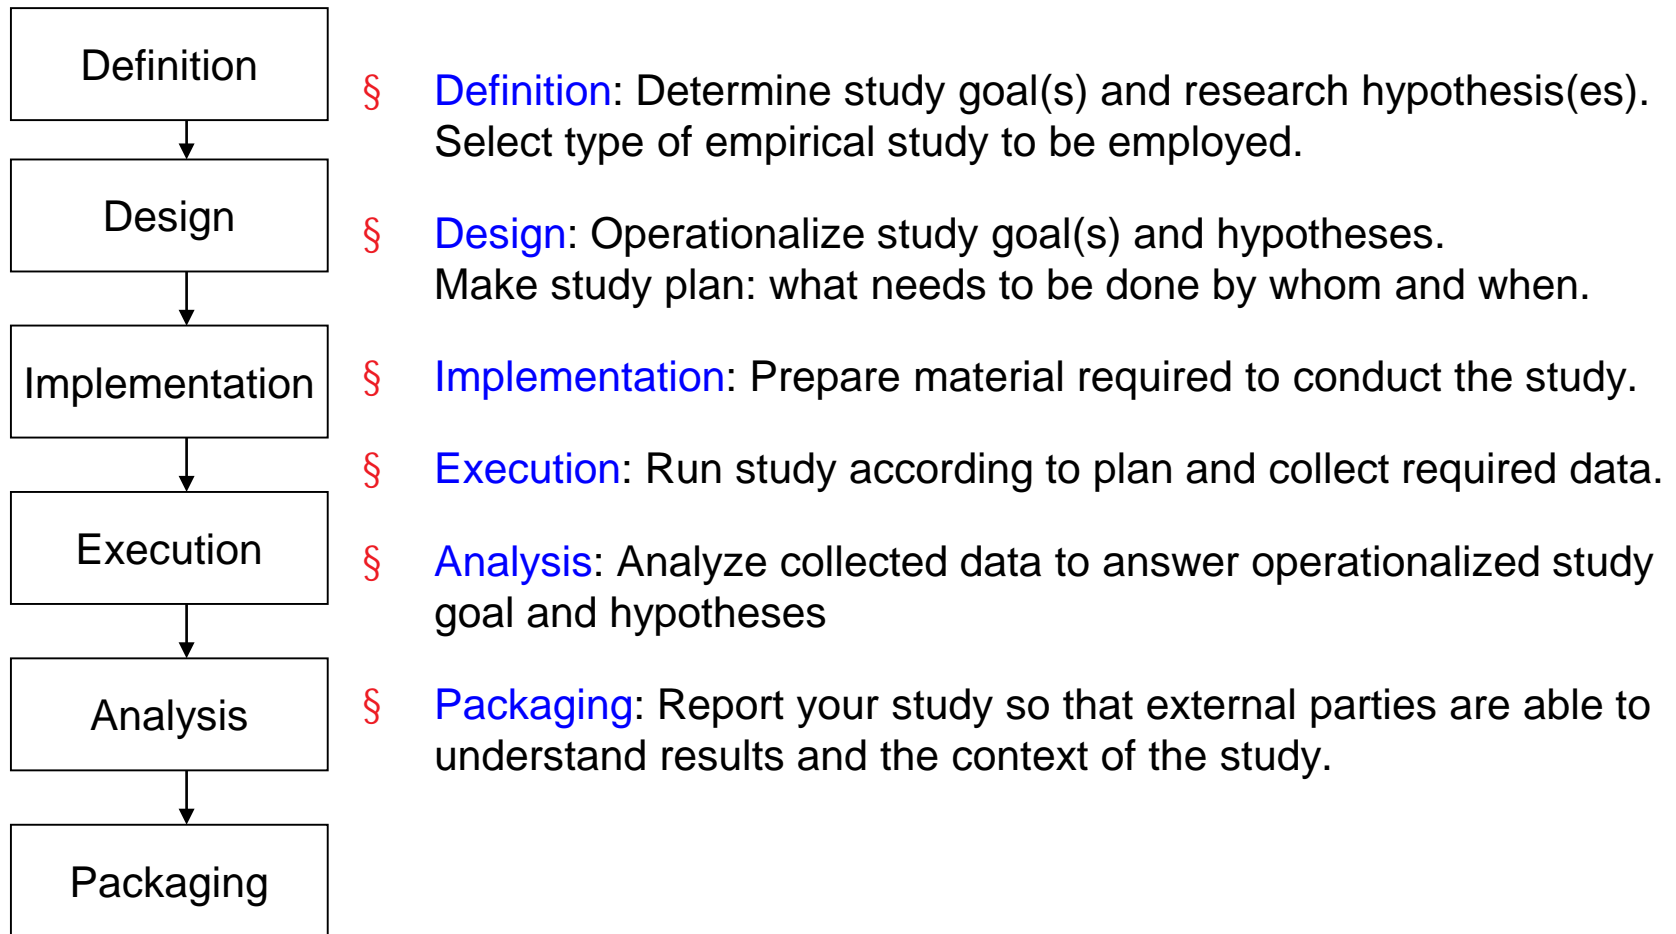 Definition
Design
Implementation
Execution
Analysis
Packaging
§ Definition: Determine study goal(s) and research hypothesis(es).
Select type of empirical study to be employed.
§ Design: Operationalize study goal(s) and hypotheses.
Make study plan: what needs to be done by whom and when.
§ Implementation: Prepare material required to conduct the study.
§ Execution: Run study according to plan and collect required data.
§ Analysis: Analyze collected data to answer operationalized study
goal and hypotheses
§ Packaging: Report your study so that external parties are able to
understand results and the context of the study.